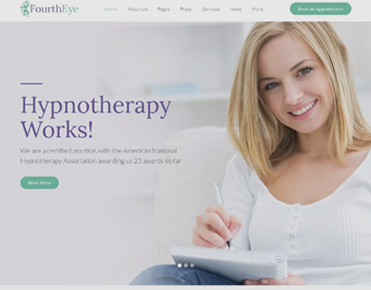 FourthEye
Home About Us Pages Press Services News More
Book an Appointment
Hypnotherapy
Works!
We are a certified practice, with the American National
Hypnotherapy Association awarding us 23 awards so far
Read More